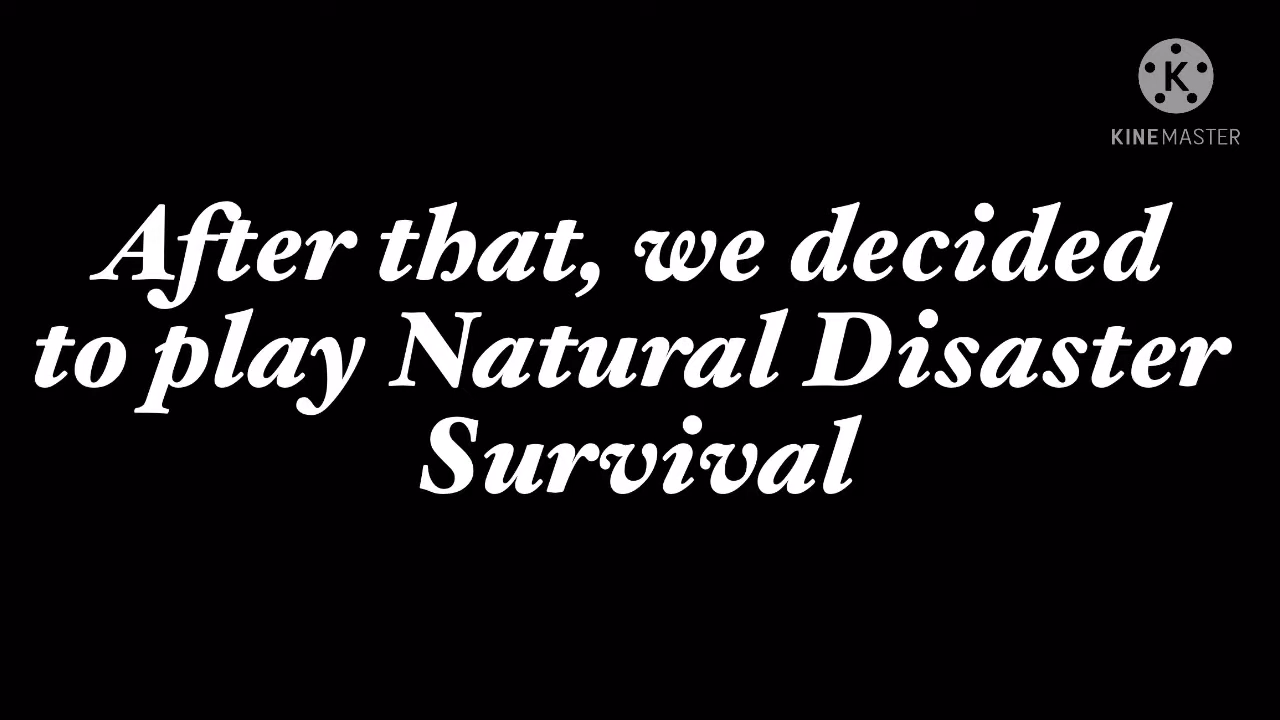 K
KINEMASTER
After that, we decided
to play Natural Disaster
Survival